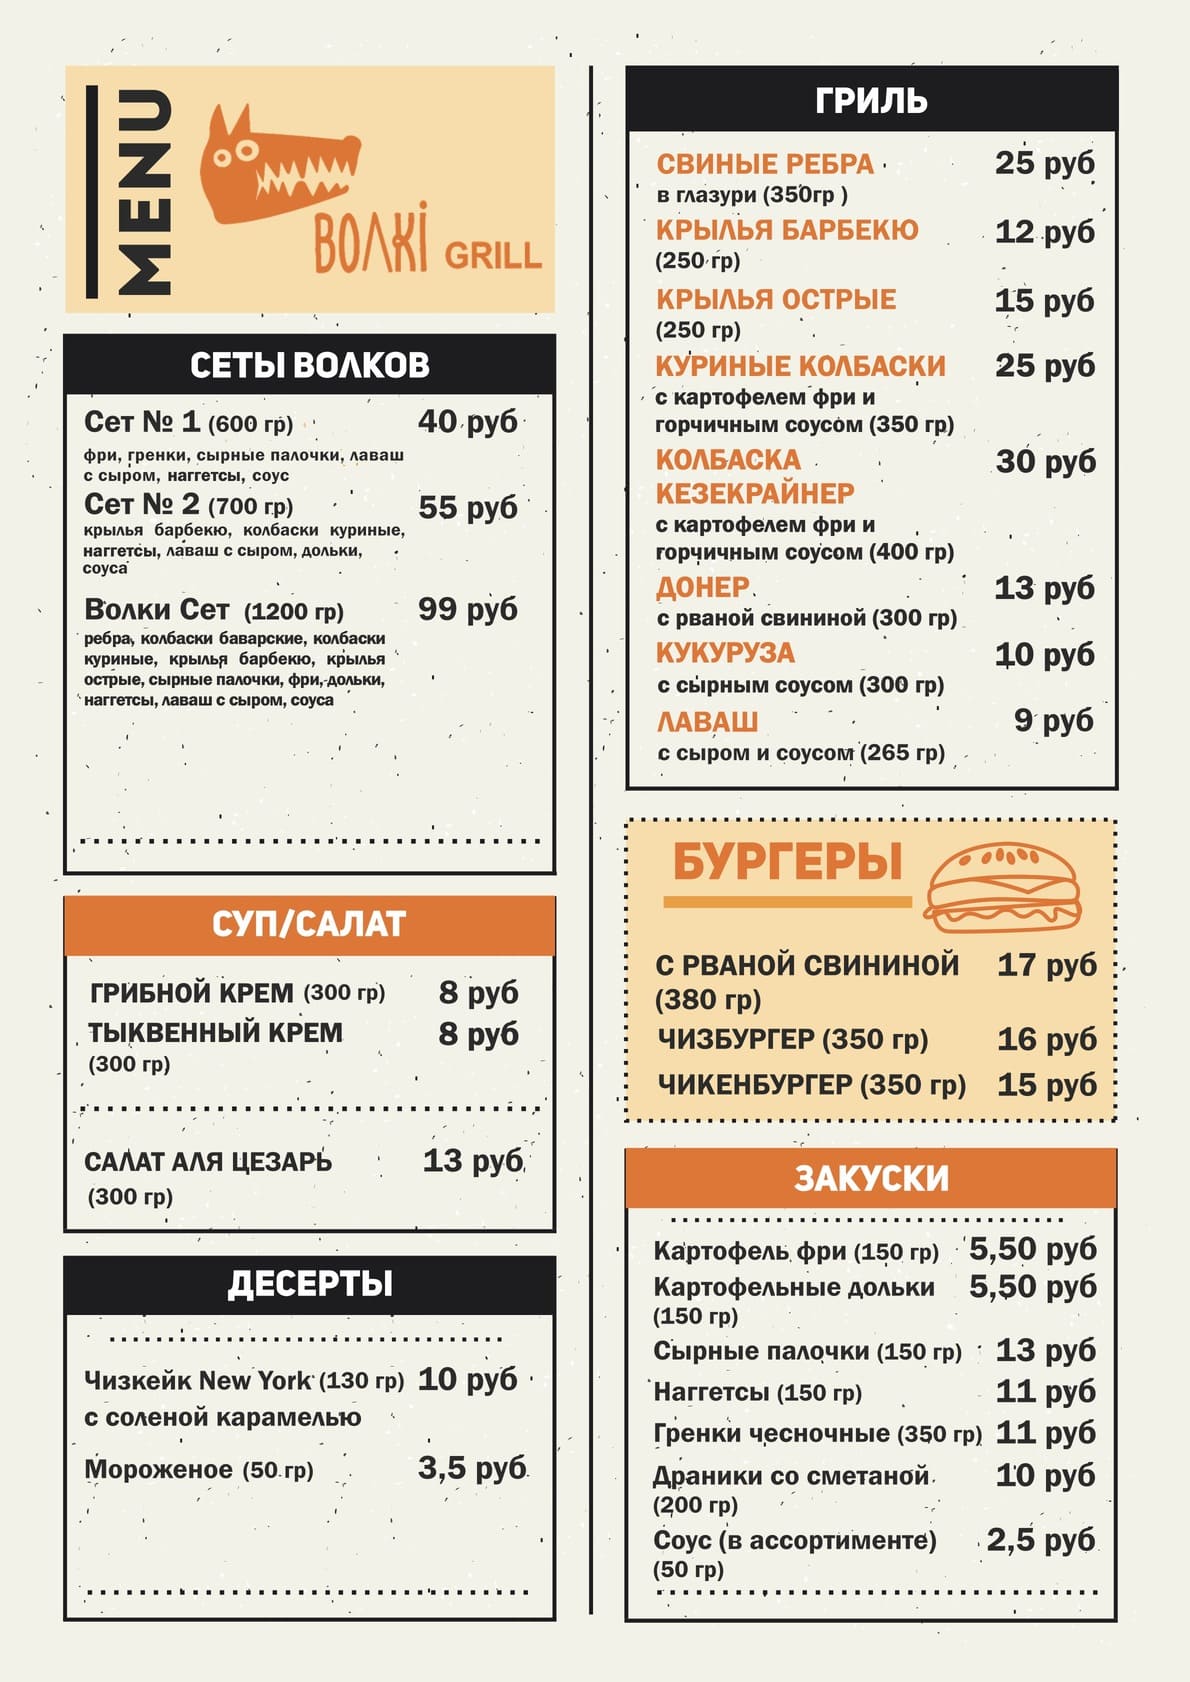 MENU
ВОЛКІ GRILL
СЕТЫ ВОЛКОВ
Сет № 1 (600 гр) 40 руб
фри, гренки, сырные палочки, лаваш
с сыром, наггетсы, соус
Сет № 2 (700 гр) 55 руб
крылья барбекю, колбаски куриные,
наггетсы, лаваш с сыром, дольки,
соуса
Волки Сет (1200 гр) 99 руб
ребра, колбаски баварские, колбаски
куриные, крылья барбекю, крылья
острые, сырные палочки, фри, дольки,
наггетсы, лаваш с сыром, соуса
СУП/САЛАТ
ГРИБНОЙ КРЕМ (300 гр) 8 руб
ТЫКВЕННЫЙ КРЕМ 8 руб
(300 гр)
САЛАТ АЛЯ ЦЕЗАРЬ 13 руб
(300 гр)
ДЕСЕРТЫ
Чизкейк New York (130 гр) 10 руб
с соленой карамелью
Мороженое (50 гр) 3,5 руб
ГРИЛЬ
СВИНЫЕ РЕБРА 25 руб
в глазури (350гр )
КРЫЛЬЯ БАРБЕКЮ 12 руб
(250 гр)
КРЫЛЬЯ ОСТРЫЕ 15 руб
(250 гр)
КУРИНЫЕ КОЛБАСКИ 25 руб
с картофелем фри и
горчичным соусом (350 гр)
КОЛБАСКА 30 руб
КЕЗЕКРАЙНЕР
с картофелем фри и
горчичным соусом (400 гр)
ДОНЕР 13 руб
с рваной свининой (300 гр)
КУКУРУЗА 10 руб
с сырным соусом (300 гр)
ЛАВАШ 9 руб
с сыром и соусом (265 гр)
БУРГЕРЫ
С РВАНОЙ СВИНИНОЙ 17 руб
(380 гр)
ЧИЗБУРГЕР (350 гр) 16 руб
ЧИКЕНБУРГЕР (350 гр) 15 руб
ЗАКУСКИ
Картофель фри (150 гр) 5,50 руб
Картофельные дольки 5,50 руб
(150 гр)
Сырные палочки (150 гр) 13 руб
Наггетсы (150 гр) 11 руб
Гренки чесночные (350 гр) 11 руб
Драники со сметаной 10 руб
(200 гр)
Соус (в ассортименте) 2,5 руб
(50 гр)